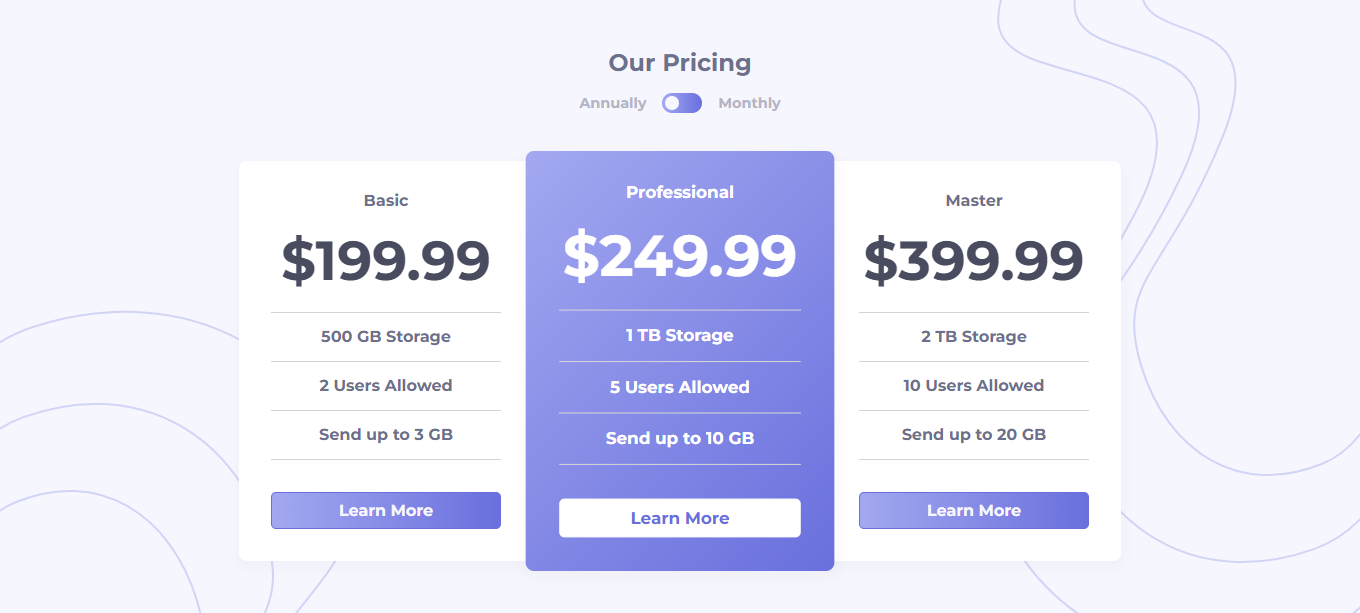 Our Pricing
Annually Monthly
Basic
$199.99
500 GB Storage
2 Users Allowed
Send up to 3 GB
Learn More
Professional
$249.99
1 TB Storage
5 Users Allowed
Send up to 10 GB
Learn More
Master
$399.99
2 TB Storage
10 Users Allowed
Send up to 20 GB
Learn More